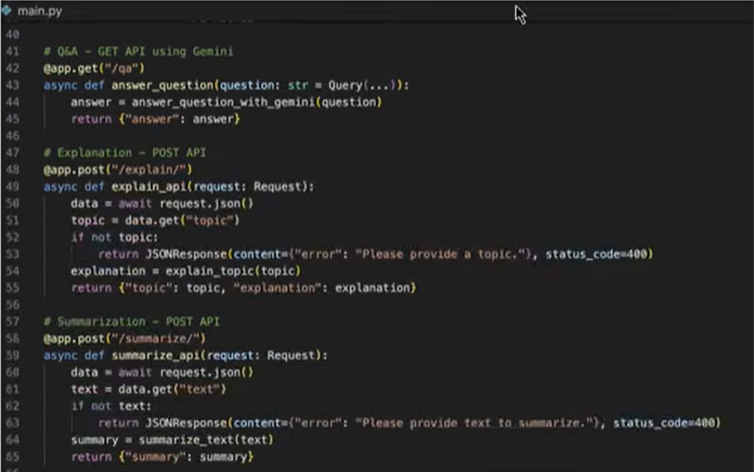 main.py
40
41 # Q&A - GET API using Gemini
42 @app.get("/qa")
43 async def answer_question(question: str = Query(...)):
44     answer = answer_question_with_gemini(question)
45     return {"answer": answer}
46
47 # Explanation - POST API
48 @app.post("/explain/")
49 async def explain_api(request: Request):
50     data = await request.json()
51     topic = data.get("topic")
52     if not topic:
53         return JSONResponse(content={"error": "Please provide a topic."}, status_code=400)
54     explanation = explain_topic(topic)
55     return {"topic": topic, "explanation": explanation}
56
57 # Summarization - POST API
58 @app.post("/summarize/")
59 async def summarize_api(request: Request):
60     data = await request.json()
61     text = data.get("text")
62     if not text:
63         return JSONResponse(content={"error": "Please provide text to summarize."}, status_code=400)
64     summary = summarize_text(text)
65     return {"summary": summary}